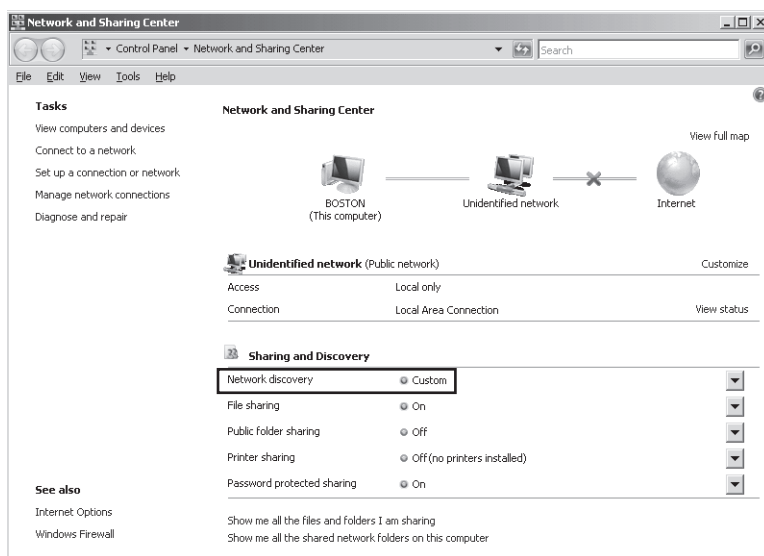 Network and Sharing Center
Control Panel Network and Sharing Center
Search
File Edit View Tools Help
Tasks
View computers and devices
Connect to a network
Set up a connection or network
Manage network connections
Diagnose and repair
See also
Internet Options
Windows Firewall
Network and Sharing Center
View full map
BOSTON
(This computer)
Unidentified network
Internet
Unidentified network (Public network) Customize
Access Local only
Connection Local Area Connection View status
Sharing and Discovery
Network discovery Custom
File sharing On
Public folder sharing Off
Printer sharing Off (no printers installed)
Password protected sharing On
Show me all the files and folders I am sharing
Show me all the shared network folders on this computer